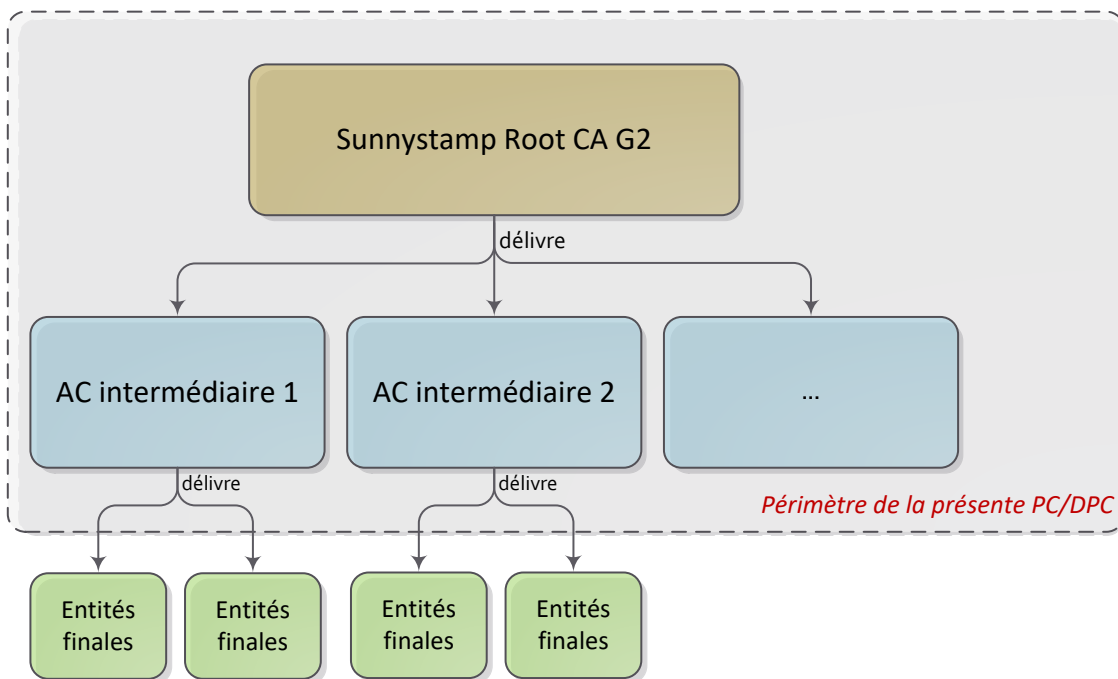 Sunnystamp Root CA G2
délivre
AC intermédiaire 1
AC intermédiaire 2
...
délivre
délivre
Périmètre de la présente PC/DPC
Entités
finales
Entités
finales
Entités
finales
Entités
finales